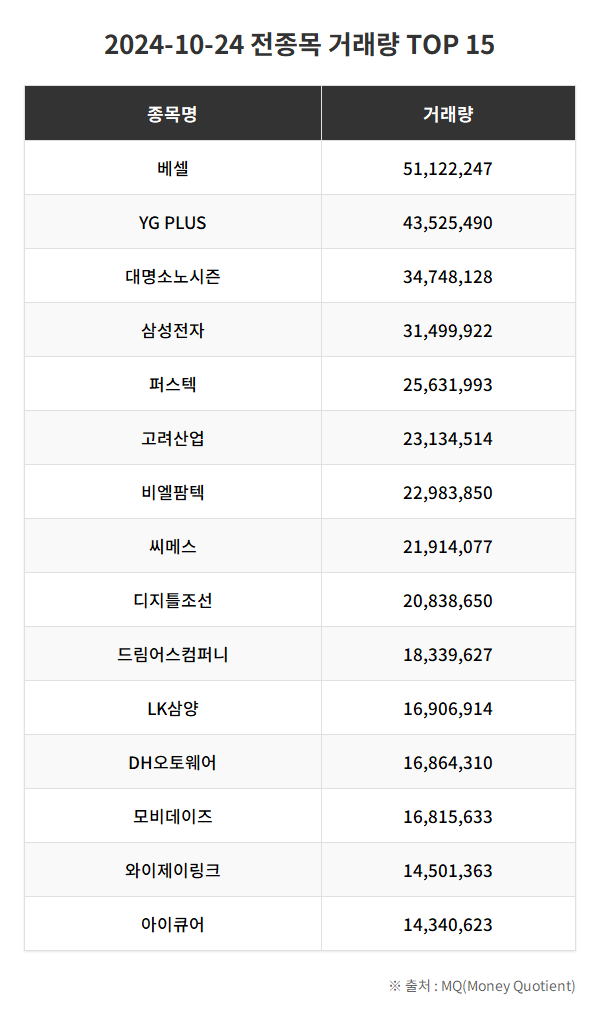 2024-10-24 전종목 거래량 TOP 15
종목명 거래량
베셀 51,122,247
YG PLUS 43,525,490
대명소노시즌 34,748,128
삼성전자 31,499,922
퍼스텍 25,631,993
고려산업 23,134,514
비엘팜텍 22,983,850
씨메스 21,914,077
디지틀조선 20,838,650
드림어스컴퍼니 18,339,627
LK삼양 16,906,914
DH오토웨어 16,864,310
모비데이즈 16,815,633
와이제이링크 14,501,363
아이큐어 14,340,623
※ 출처 : MQ(Money Quotient)